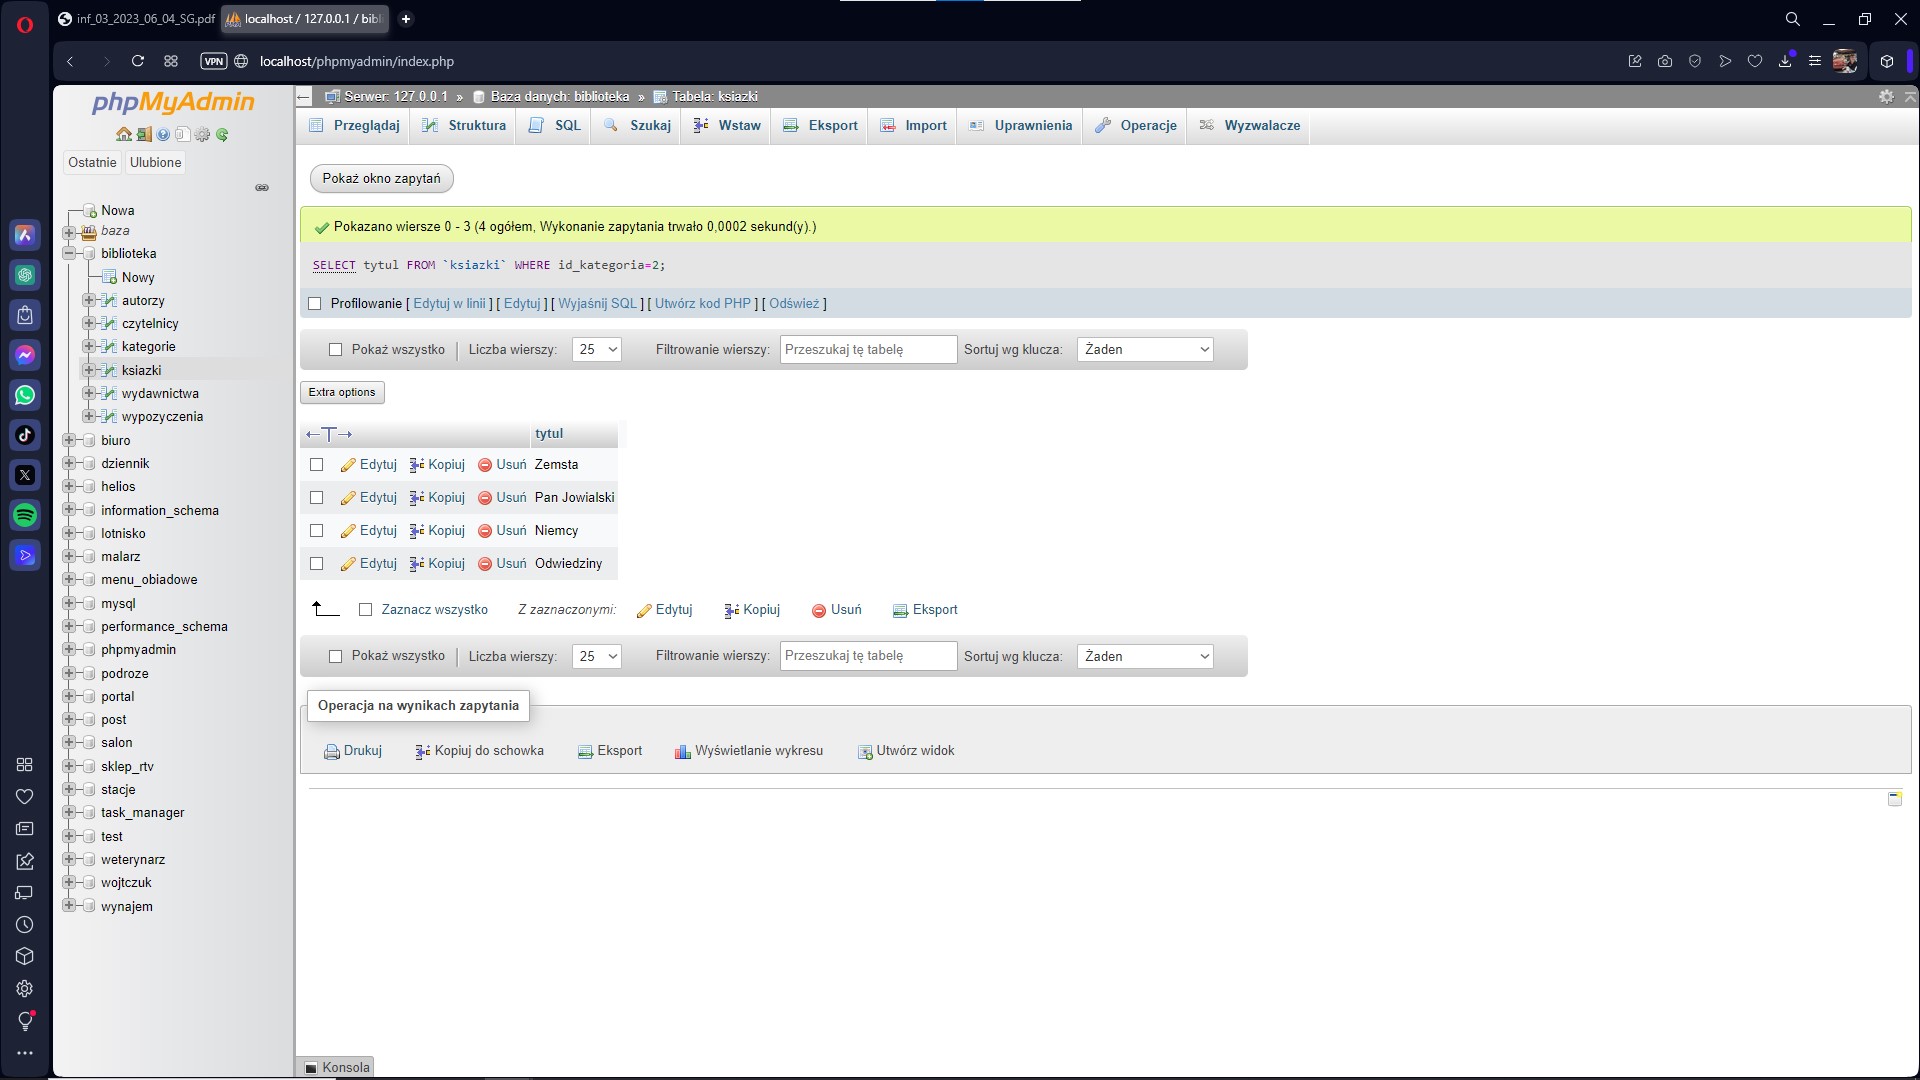 inf_03_2023_06_04_SG.pdf
localhost / 127.0.0.1 / bibl
VPN
localhost/phpmyadmin/index.php
phpMyAdmin
Ostatnie
Ulubione
Nowa
baza
biblioteka
Nowy
autorzy
czytelnicy
kategorie
ksiazki
wydawnictwa
wypozyczenia
biuro
dziennik
helios
information_schema
lotnisko
malarz
menu_obiadowe
mysql
performance_schema
phpmyadmin
podroze
portal
post
salon
sklep_rtv
stacje
task_manager
test
weterynarz
wojtczuk
wynajem
Serwer: 127.0.0.1 » Baza danych: biblioteka » Tabela: ksiazki
Przeglądaj Struktura SQL Szukaj Wstaw Eksport Import Uprawnienia Operacje Wyzwalacze
Pokaż okno zapytań
Pokazano wiersze 0 - 3 (4 ogółem, Wykonanie zapytania trwało 0,0002 sekund(y).)
SELECT tytul FROM `ksiazki` WHERE id_kategoria=2;
Profilowanie [ Edytuj w linii ] [ Edytuj ] [ Wyjaśnij SQL ] [ Utwórz kod PHP ] [ Odśwież ]
Pokaż wszystko | Liczba wierszy: 25 Filtrowanie wierszy: Przeszukaj tę tabelę Sortuj wg klucza: Żaden
Extra options
←T→ tytul
Edytuj Kopiuj Usuń Zemsta
Edytuj Kopiuj Usuń Pan Jowialski
Edytuj Kopiuj Usuń Niemcy
Edytuj Kopiuj Usuń Odwiedziny
Zaznacz wszystko Z zaznaczonymi: Edytuj Kopiuj Usuń Eksport
Pokaż wszystko | Liczba wierszy: 25 Filtrowanie wierszy: Przeszukaj tę tabelę Sortuj wg klucza: Żaden
Operacja na wynikach zapytania
Drukuj Kopiuj do schowka Eksport Wyświetlanie wykresu Utwórz widok
Konsola